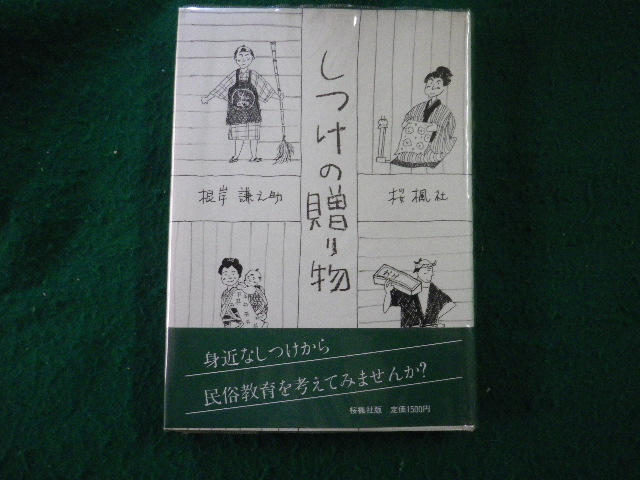 しつけの贈り物
根岸謙之助
桜楓社
身近なしつけから
民俗教育を考えてみませんか?
桜楓社版 定価1500円